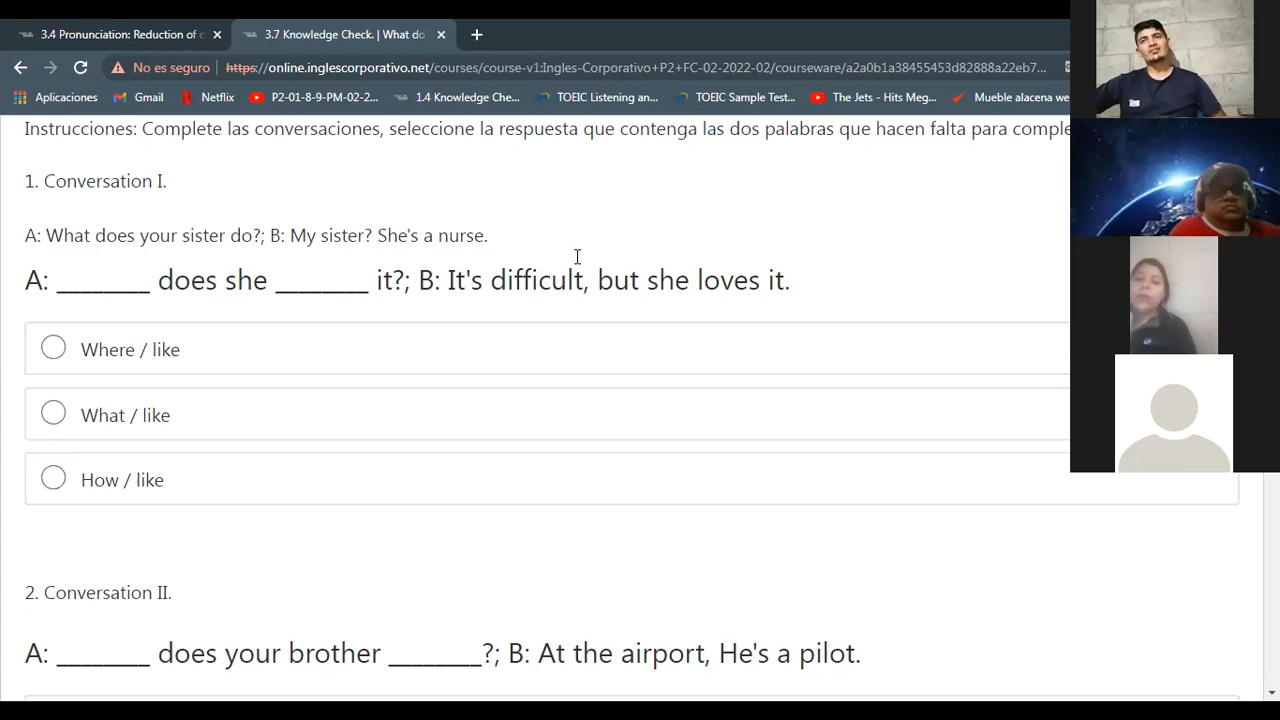 3.4 Pronunciation: Reduction of c
3.7 Knowledge Check. | What do
No es seguro
https://online.inglescorporativo.net/courses/course-v1:Ingles-Corporativo+P2+FC-02-2022-02/courseware/a2a0b1a38455453d82888a22eb7...
Aplicaciones
Gmail
Netflix
P2-01-8-9-PM-02-2...
1.4 Knowledge Che...
TOEIC Listening an...
TOEIC Sample Test...
The Jets - Hits Meg...
Mueble alacena we
Instrucciones: Complete las conversaciones, seleccione la respuesta que contenga las dos palabras que hacen falta para comple
1. Conversation I.
A: What does your sister do?; B: My sister? She's a nurse.
A: ________ does she ________ it?; B: It's difficult, but she loves it.
Where / like
What / like
How / like
2. Conversation II.
A: ________ does your brother ________?; B: At the airport, He's a pilot.